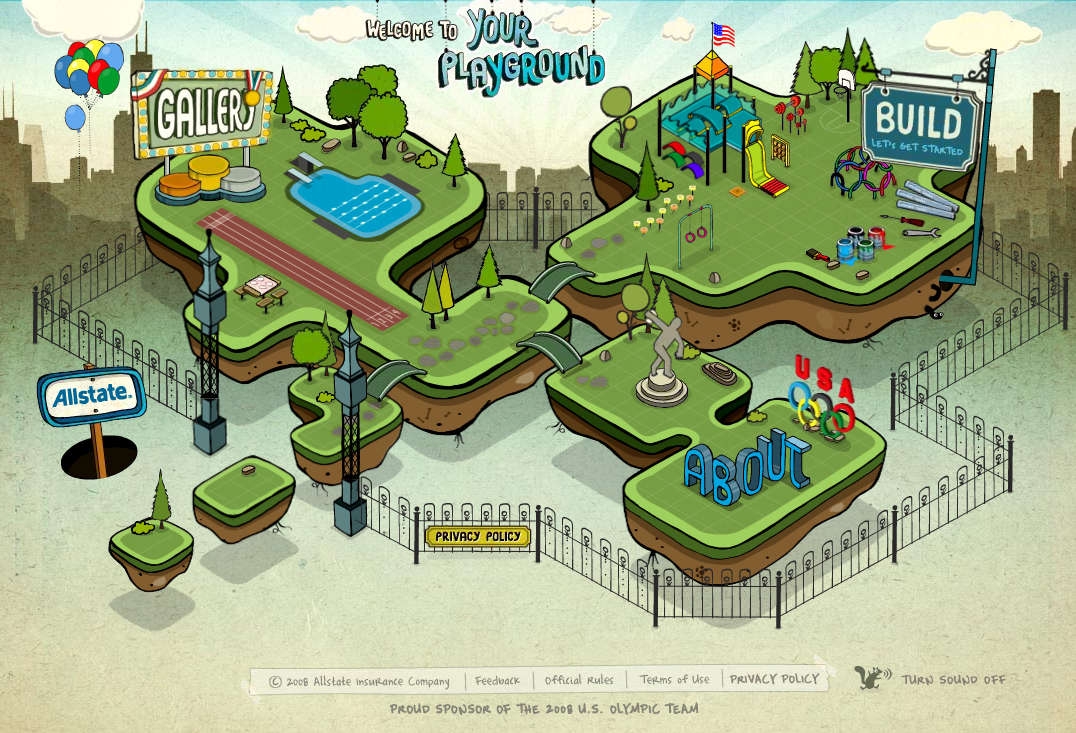 WELCOME TO YOUR
PLAYGROUND
GALLERY
BUILD
LET'S GET STARTED
Allstate.
USA
ABOUT
PRIVACY POLICY
© 2008 Allstate Insurance Company | Feedback | Official Rules | Terms of Use | PRIVACY POLICY
TURN SOUND OFF
PROUD SPONSOR OF THE 2008 U.S. OLYMPIC TEAM